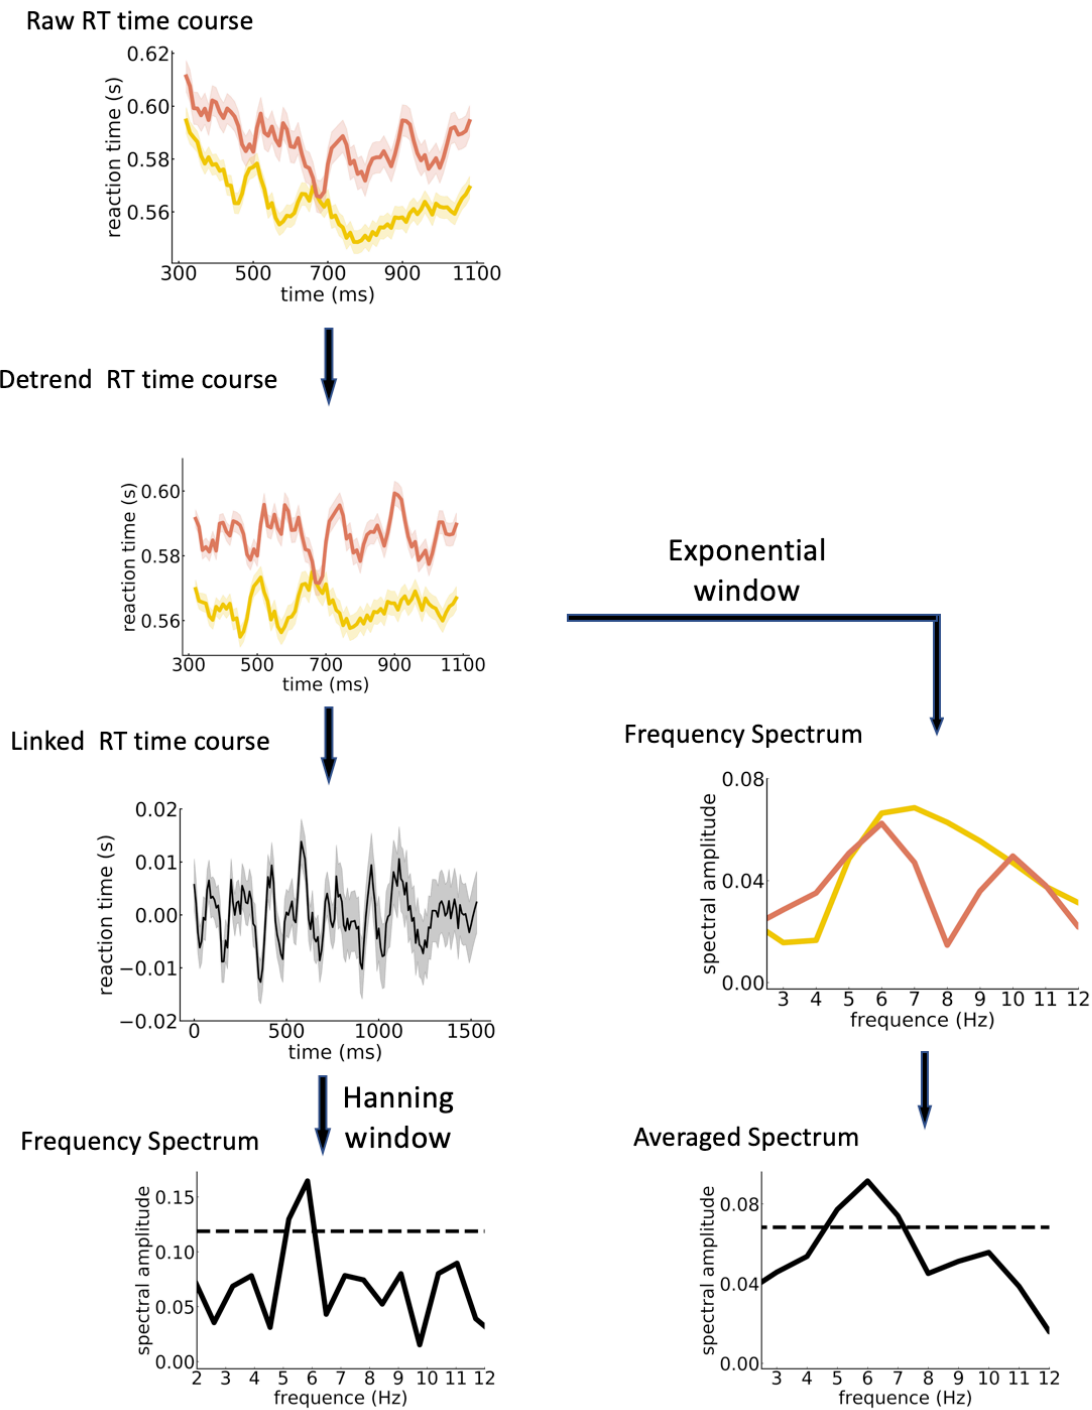 Raw RT time course
0.62
0.60
0.58
0.56
reaction time (s)
300 500 700 900 1100
time (ms)
Detrend RT time course
0.60
0.58
0.56
reaction time (s)
300 500 700 900 1100
time (ms)
Exponential
window
Linked RT time course
0.02
0.01
0.00
−0.01
−0.02
reaction time (s)
0 500 1000 1500
time (ms)
Frequency Spectrum
0.08
0.04
0.00
spectral amplitude
3 4 5 6 7 8 9 10 11 12
frequence (Hz)
Hanning
window
Frequency Spectrum
0.15
0.10
0.05
0.00
spectral amplitude
2 3 4 5 6 7 8 9 10 11 12
frequence (Hz)
Averaged Spectrum
0.08
0.04
0.00
spectral amplitude
3 4 5 6 7 8 9 10 11 12
frequence (Hz)